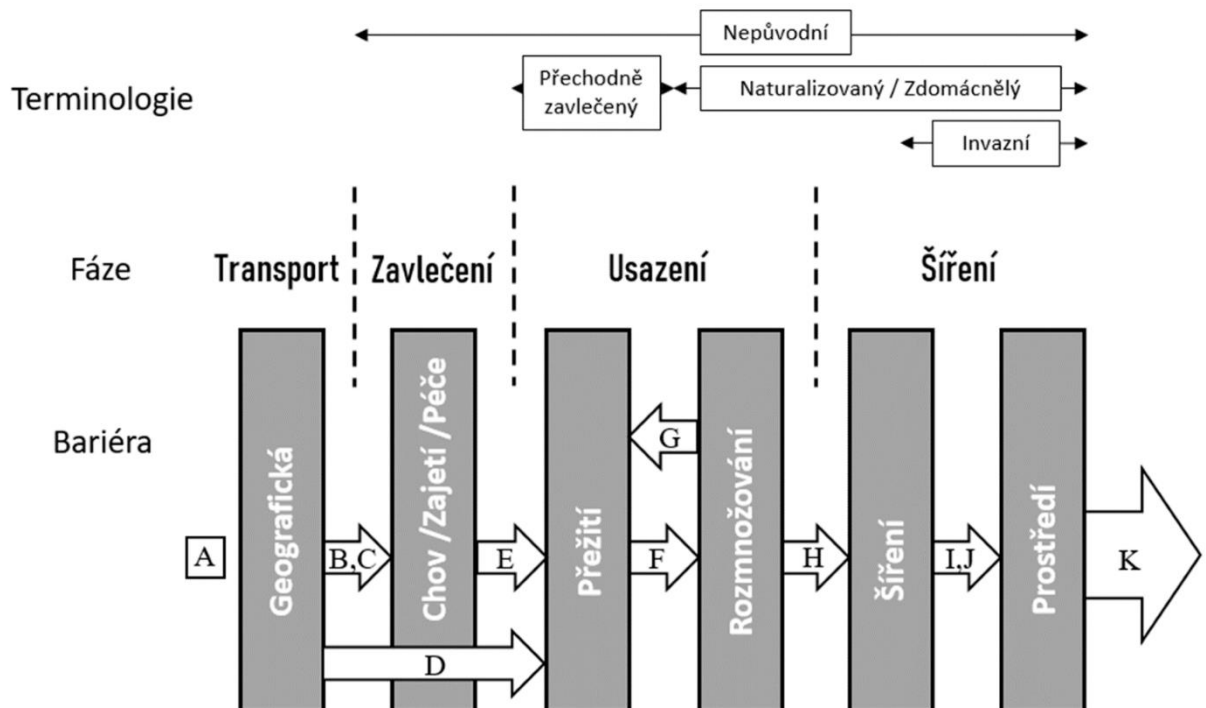 Nepůvodní
Terminologie
Přechodně
zavlečený
Naturalizovaný / Zdomácnělý
Invazní
Fáze
Transport
Zavlečení
Usazení
Šíření
Bariéra
A
Geografická
B,C
Chov /Zajetí /Péče
D
E
Přežití
G
F
Rozmnožování
H
Šíření
I,J
Prostředí
K